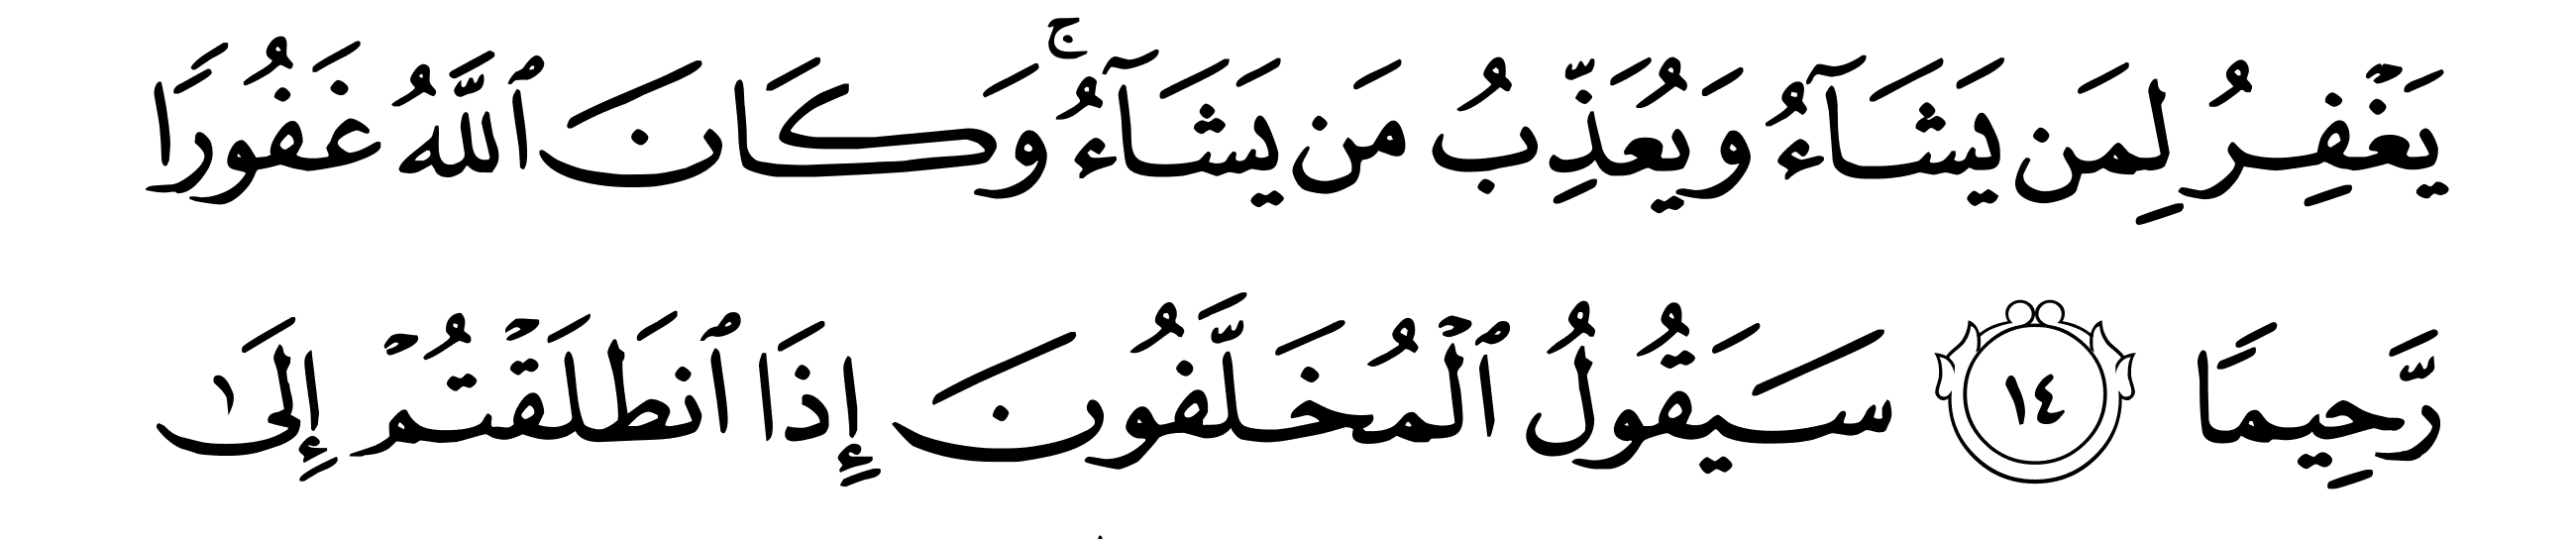 يَغْفِرُ لِمَن يَشَآءُ وَيُعَذِّبُ مَن يَشَآءُ ۚ وَكَانَ ٱللَّهُ غَفُورًا
رَّحِيمًا ١٤ سَيَقُولُ ٱلْمُخَلَّفُونَ إِذَا ٱنطَلَقْتُمْ إِلَىٰ